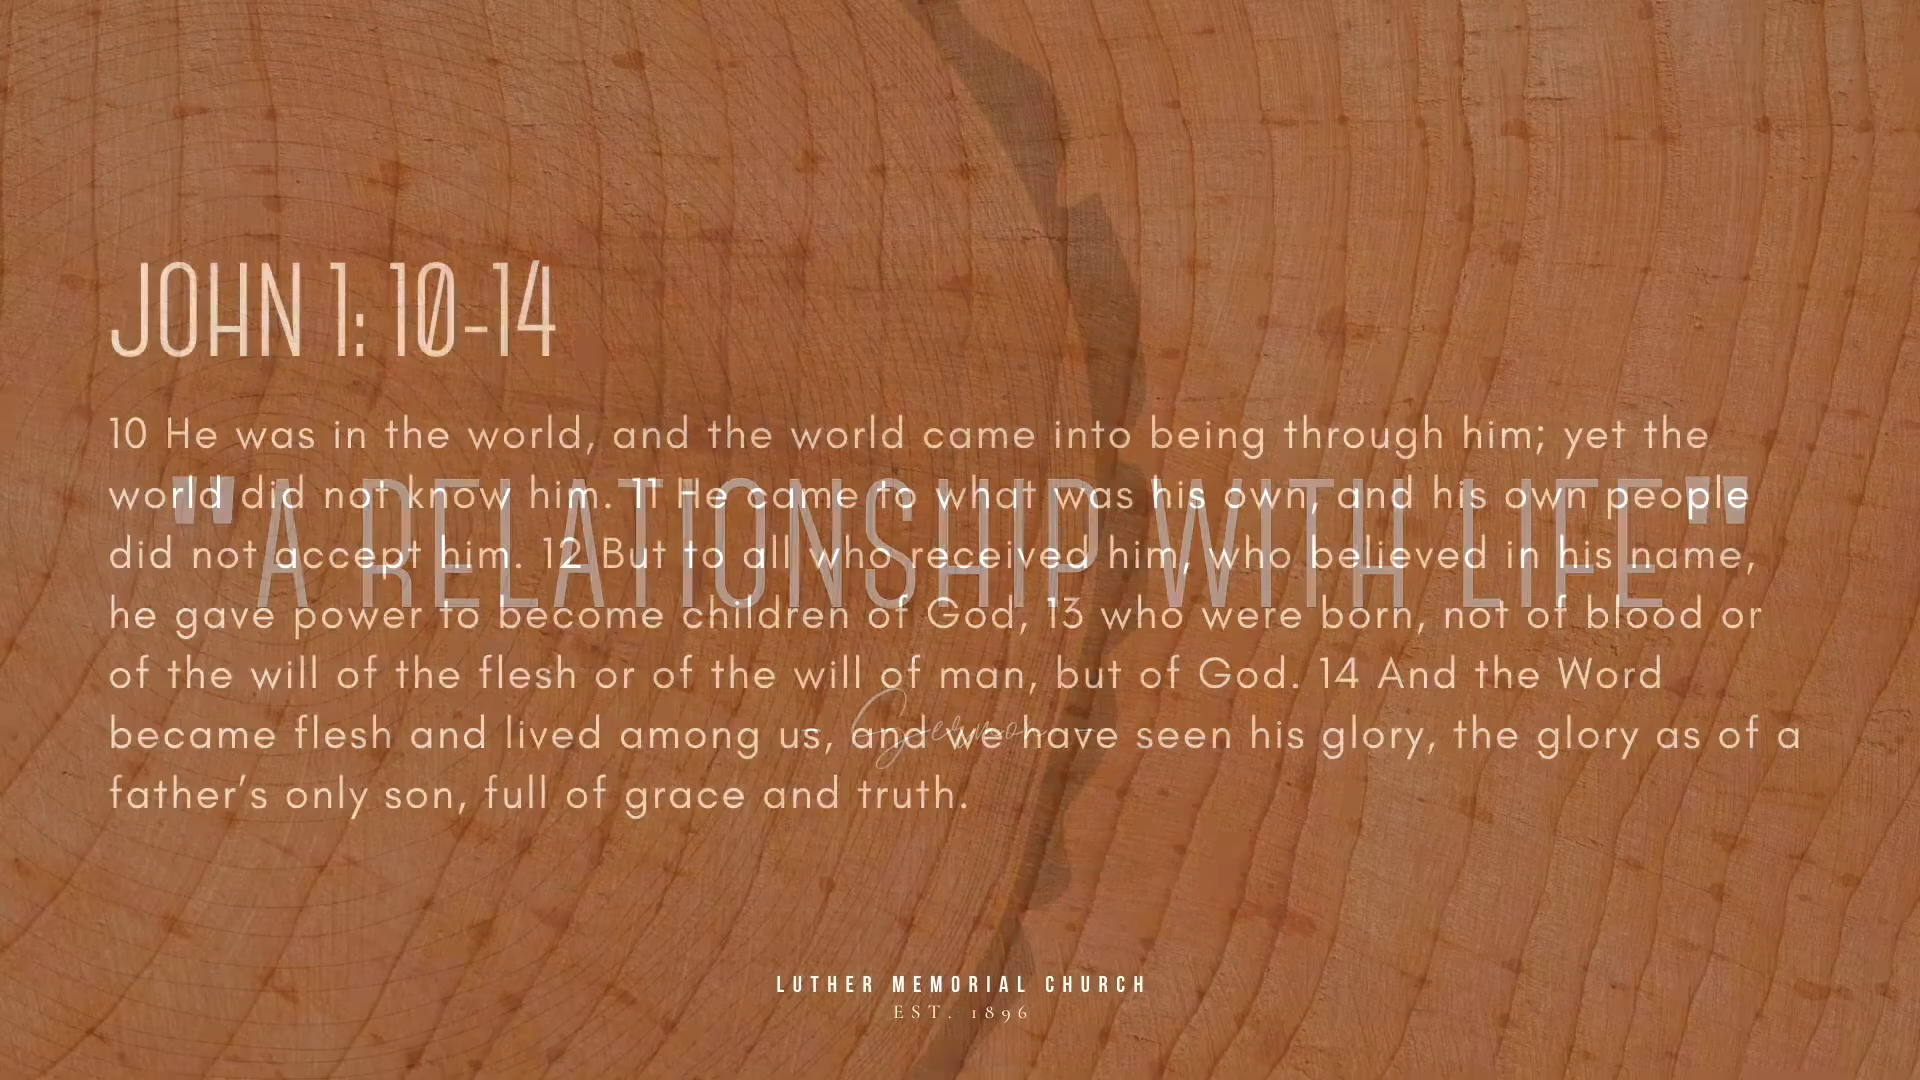 JOHN 1: 10-14
10 He was in the world, and the world came into being through him; yet the
world did not know him. 11 He came to what was his own, and his own people
did not accept him. 12 But to all who received him, who believed in his name,
he gave power to become children of God, 13 who were born, not of blood or
of the will of the flesh or of the will of man, but of God. 14 And the Word
became flesh and lived among us, and we have seen his glory, the glory as of a
father's only son, full of grace and truth.
"A RELATIONSHIP WITH LIFE"
Sermon
LUTHER MEMORIAL CHURCH
EST. 1896